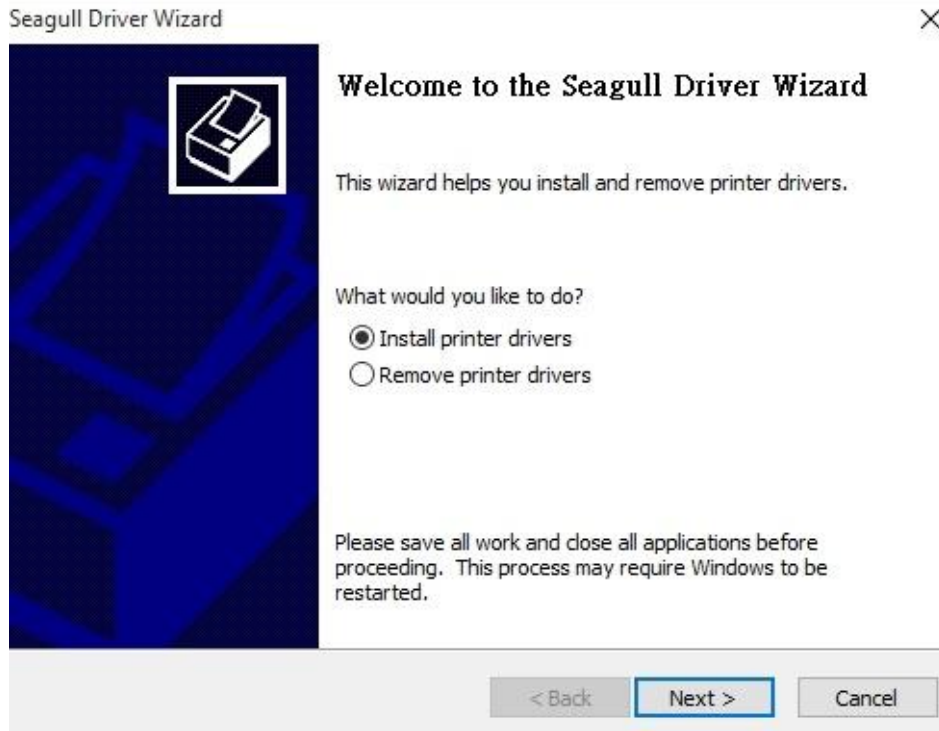 Seagull Driver Wizard
Welcome to the Seagull Driver Wizard
This wizard helps you install and remove printer drivers.
What would you like to do?
Install printer drivers
Remove printer drivers
Please save all work and close all applications before
proceeding. This process may require Windows to be
restarted.
< Back Next > Cancel